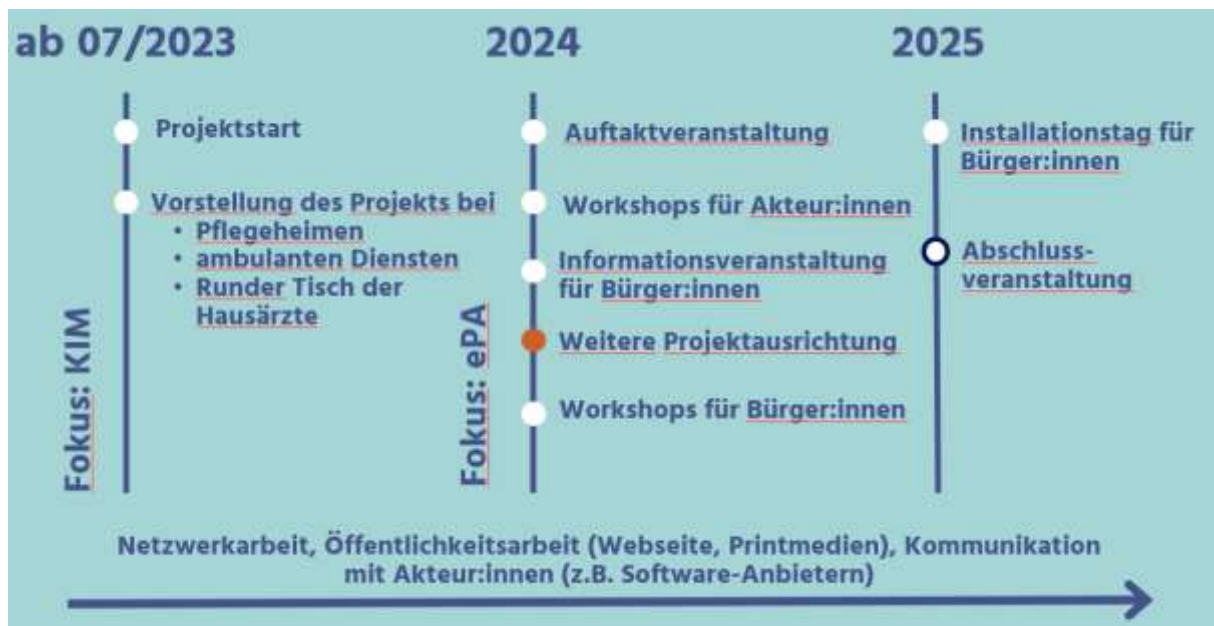 ab 07/2023
Projektstart
Vorstellung des Projekts bei
• Pflegeheimen
• ambulanten Diensten
• Runder Tisch der
Hausärzte
Fokus: KIM
2024
Auftaktveranstaltung
Workshops für Akteur:innen
Informationsveranstaltung
für Bürger:innen
Weitere Projektausrichtung
Workshops für Bürger:innen
Fokus: ePA
2025
Installationstag für
Bürger:innen
Abschluss-
veranstaltung
Netzwerkarbeit, Öffentlichkeitsarbeit (Webseite, Printmedien), Kommunikation
mit Akteur:innen (z.B. Software-Anbietern)